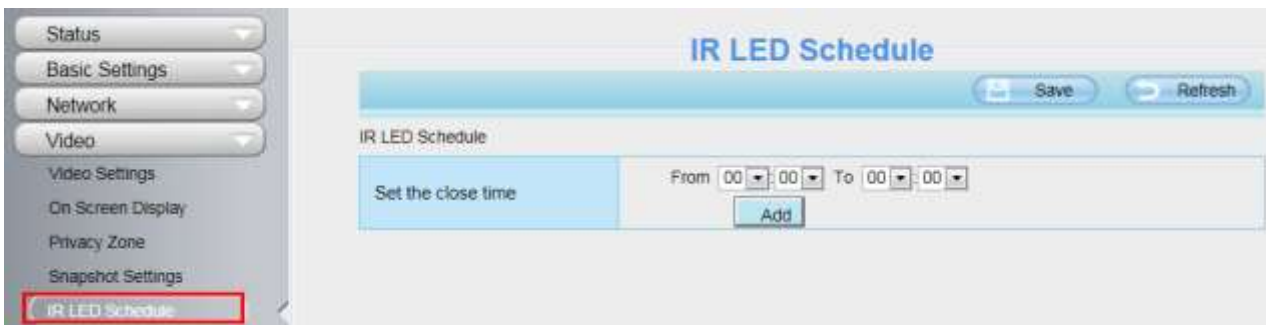 Status
Basic Settings
Network
Video
Video Settings
On Screen Display
Privacy Zone
Snapshot Settings
IR LED Schedule
IR LED Schedule
Save Refresh
IR LED Schedule
Set the close time
From 00 : 00 To 00 : 00
Add